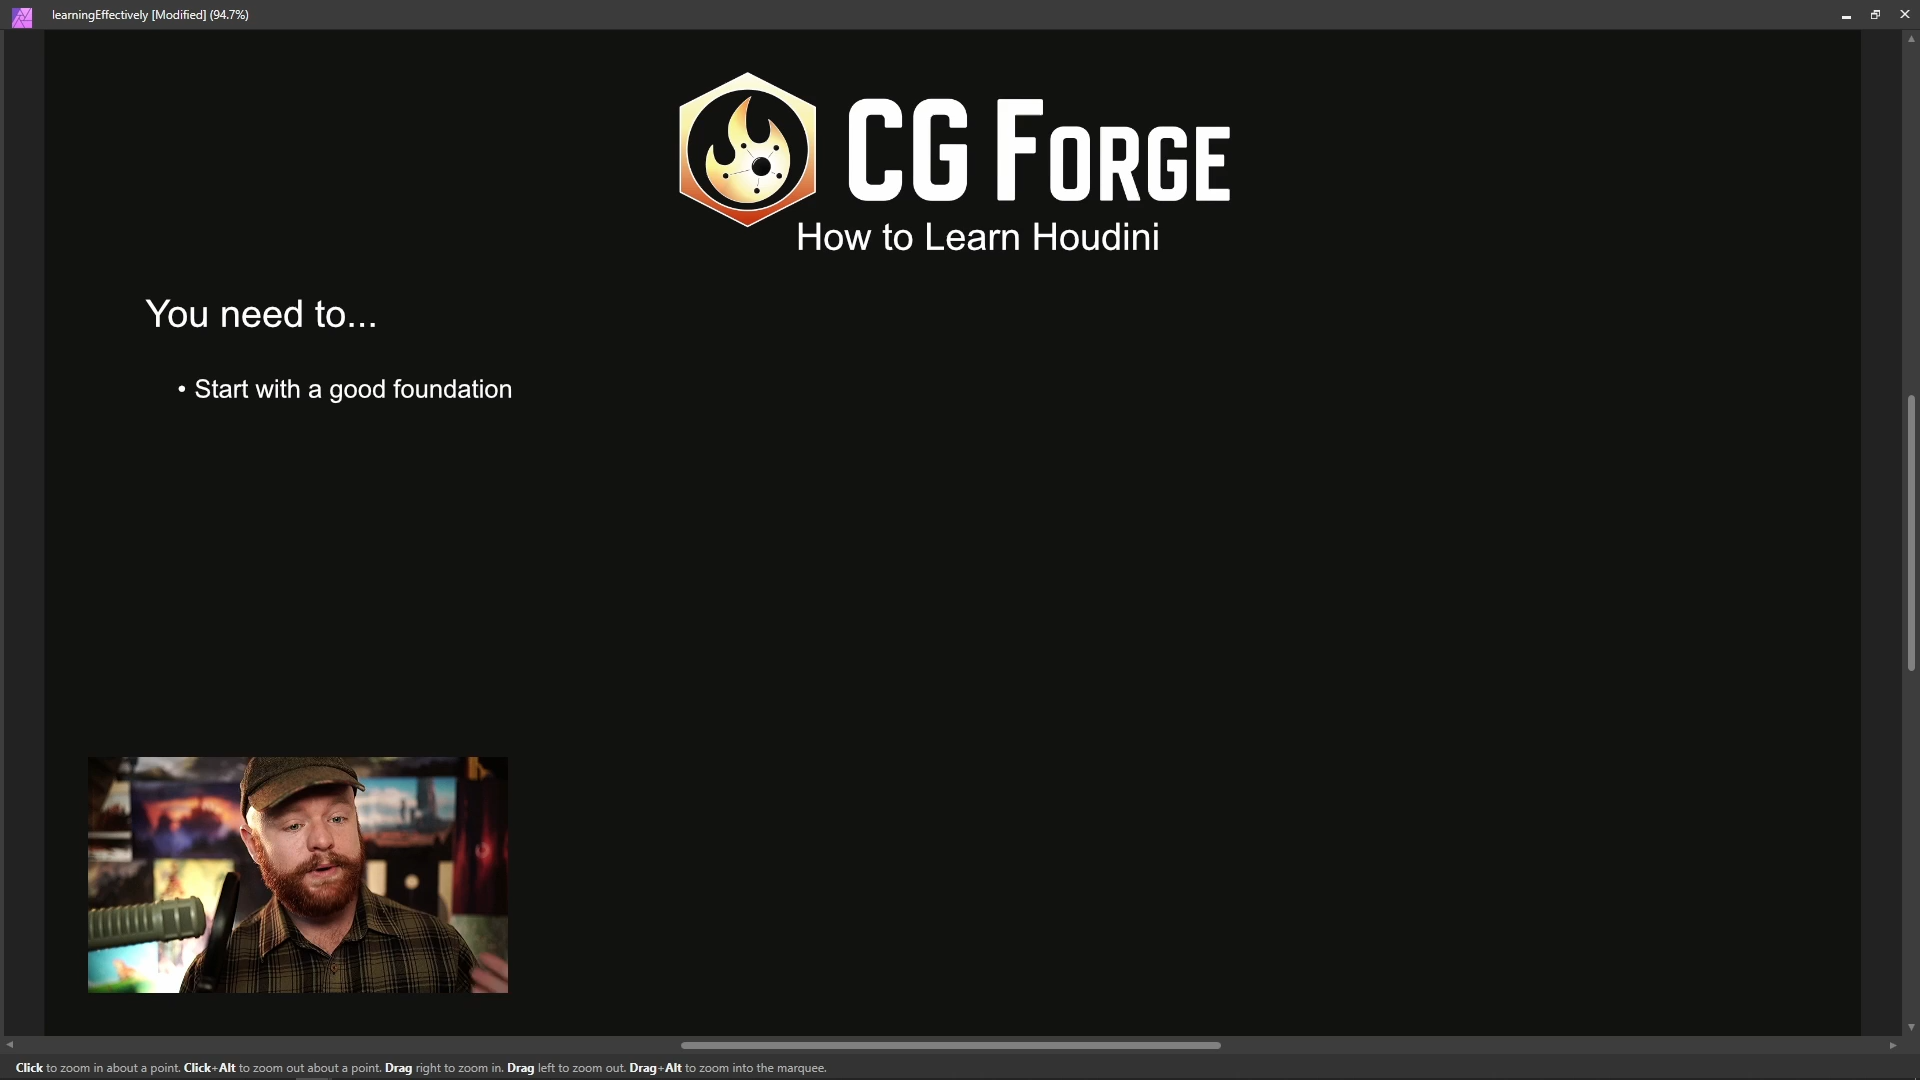 learningEffectively [Modified] (94.7%)
CG FORGE
How to Learn Houdini
You need to...
• Start with a good foundation
Click to zoom in about a point. Click+Alt to zoom out about a point. Drag right to zoom in. Drag left to zoom out. Drag+Alt to zoom into the marquee.